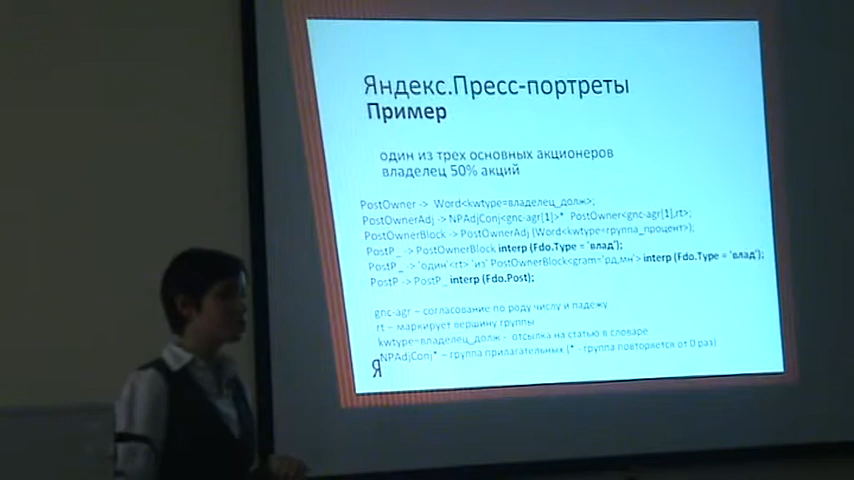 Яндекс.Пресс-портреты
Пример
один из трех основных акционеров
владелец 50% акций
PostOwner -> Word<kwtype=владелец_долж>;
PostOwnerAdj -> NPAdjConj<gnc-agr[1]>* PostOwner<gnc-agr[1],rt>;
PostOwnerBlock -> PostOwnerAdj (Word<kwtype=группа_процент>);
PostP_ -> PostOwnerBlock interp (Fdo.Type = 'влад');
PostP_ -> 'один'<rt> 'из' PostOwnerBlock<gram='рд,мн'> interp (Fdo.Type = 'влад');
PostP -> PostP_ interp (Fdo.Post);
gnc-agr – согласование по роду числу и падежу
rt – маркирует вершину группы
kwtype=владелец_долж - отсылка на статью в словаре
NPAdjConj* – группа прилагательных (* - группа повторяется от 0 раз)
Я